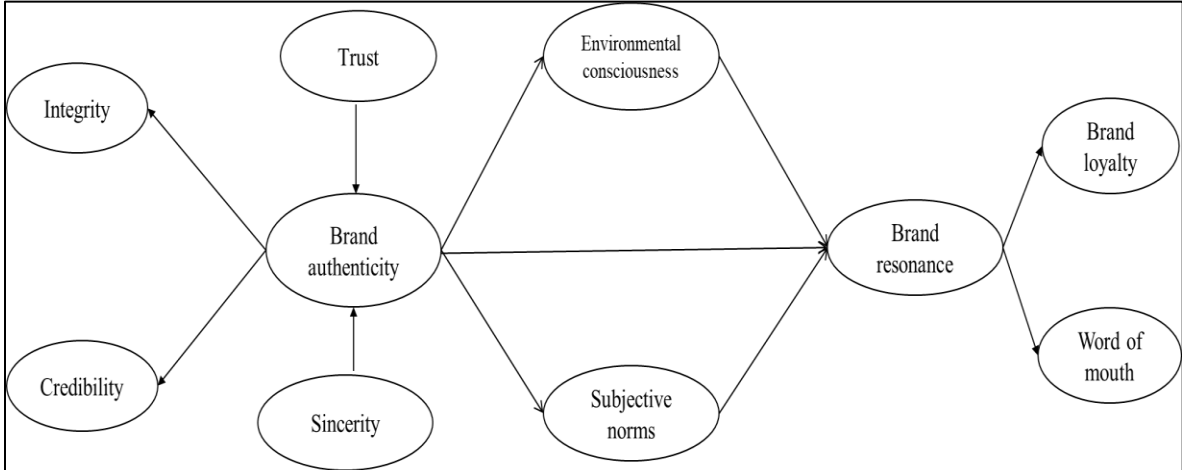 Trust
Environmental
consciousness
Integrity
Brand
loyalty
Brand
authenticity
Brand
resonance
Credibility
Sincerity
Subjective
norms
Word of
mouth